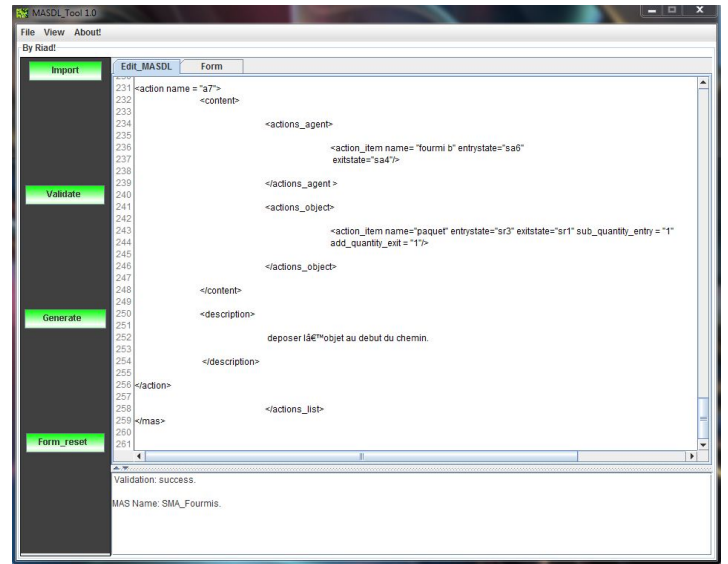 MASDL_Tool 1.0
File View About!
By Riad!
Import
Validate
Generate
Form_reset
Edit_MASDL Form
231 <action name = "a7">
232 <content>
233
234 <actions_agent>
235
236 <action_item name= "fourmi b" entrystate="sa6"
237 exitstate="sa4"/>
238
239 </actions_agent >
240
241 <actions_object>
242
243 <action_item name="paquet" entrystate="sr3" exitstate="sr1" sub_quantity_entry = "1"
244 add_quantity_exit = "1"/>
245
246 </actions_object>
247
248 </content>
249
250 <description>
251
252 deposer lâ€™objet au debut du chemin.
253
254 </description>
255
256 </action>
257
258 </actions_list>
259 </mas>
260
261
Validation: success.
MAS Name: SMA_Fourmis.